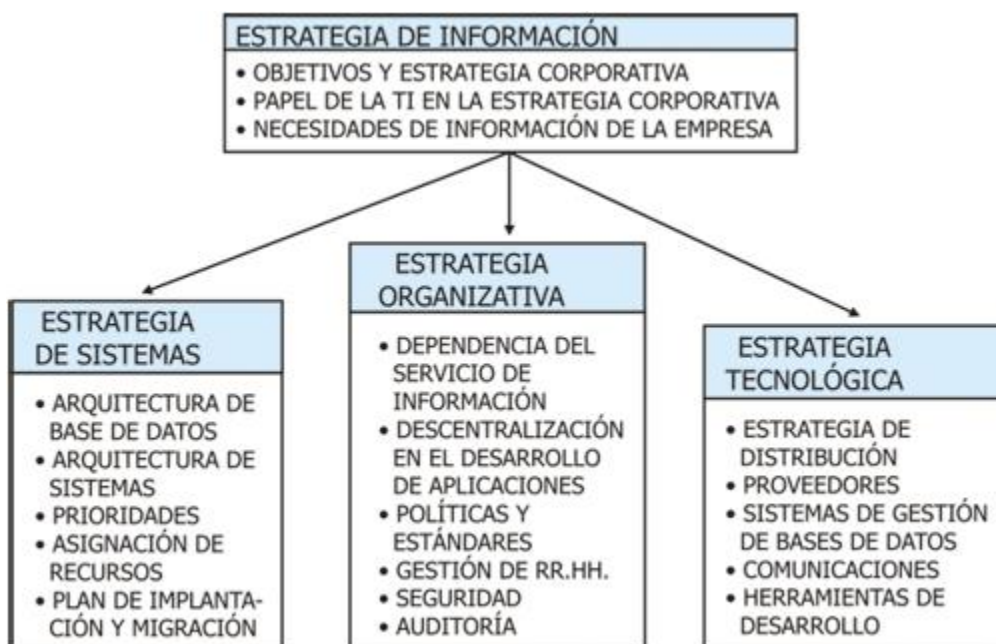 ESTRATEGIA DE INFORMACIÓN
• OBJETIVOS Y ESTRATEGIA CORPORATIVA
• PAPEL DE LA TI EN LA ESTRATEGIA CORPORATIVA
• NECESIDADES DE INFORMACIÓN DE LA EMPRESA
ESTRATEGIA
DE SISTEMAS
• ARQUITECTURA DE
BASE DE DATOS
• ARQUITECTURA DE
SISTEMAS
• PRIORIDADES
• ASIGNACIÓN DE
RECURSOS
• PLAN DE IMPLANTA-
CIÓN Y MIGRACIÓN
ESTRATEGIA
ORGANIZATIVA
• DEPENDENCIA DEL
SERVICIO DE
INFORMACIÓN
• DESCENTRALIZACIÓN
EN EL DESARROLLO
DE APLICACIONES
• POLÍTICAS Y
ESTÁNDARES
• GESTIÓN DE RR.HH.
• SEGURIDAD
• AUDITORÍA
ESTRATEGIA
TECNOLÓGICA
• ESTRATEGIA DE
DISTRIBUCIÓN
• PROVEEDORES
• SISTEMAS DE GESTIÓN
DE BASES DE DATOS
• COMUNICACIONES
• HERRAMIENTAS DE
DESARROLLO